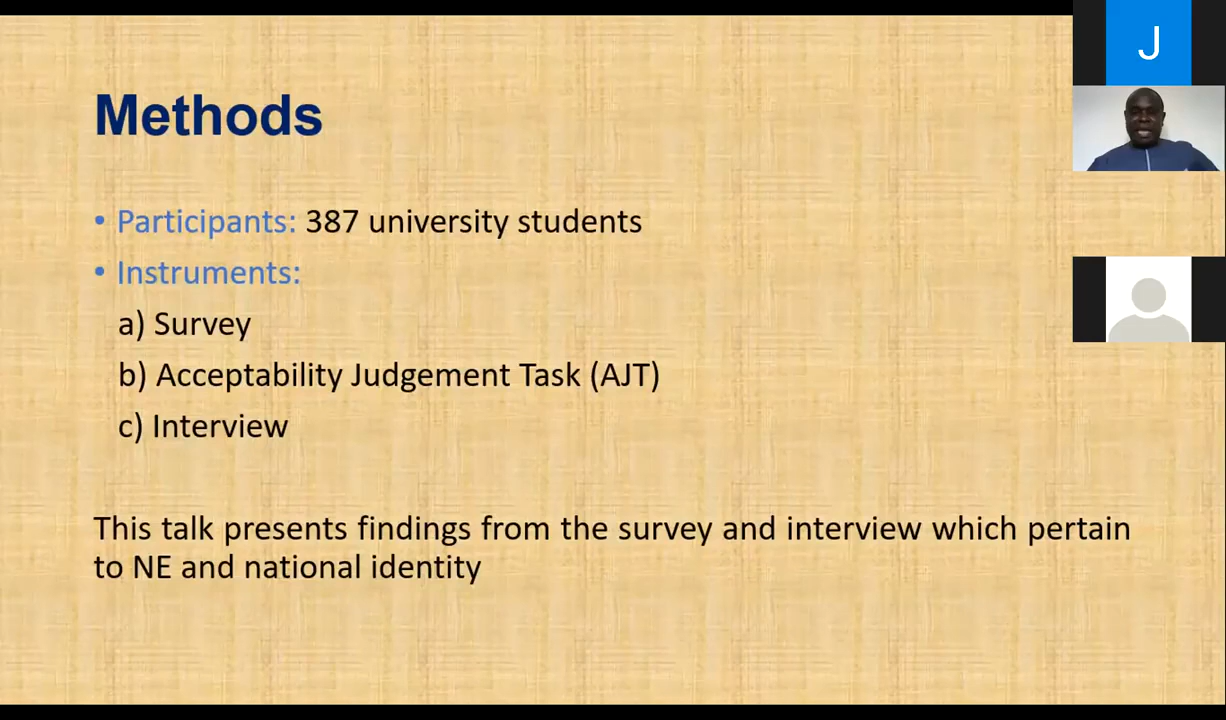 Methods
• Participants: 387 university students
• Instruments:
a) Survey
b) Acceptability Judgement Task (AJT)
c) Interview
This talk presents findings from the survey and interview which pertain
to NE and national identity
J